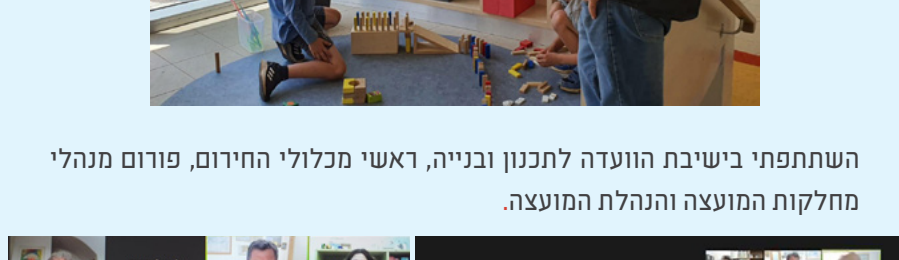 השתתפתי בישיבת הוועדה לתכנון ובנייה, ראשי מכלולי החירום, פורום מנהלי
מחלקות המועצה והנהלת המועצה.